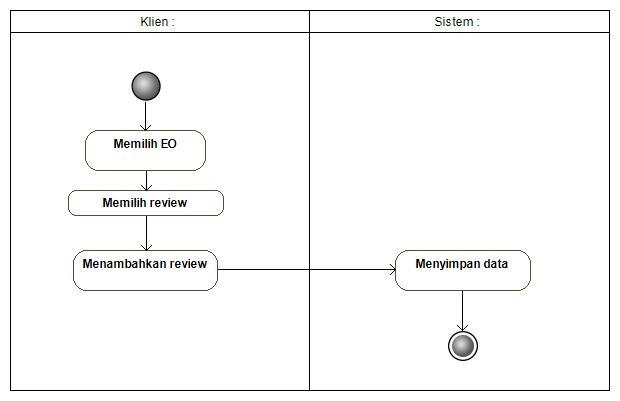 Klien :
Sistem :
Memilih EO
Memilih review
Menambahkan review
Menyimpan data